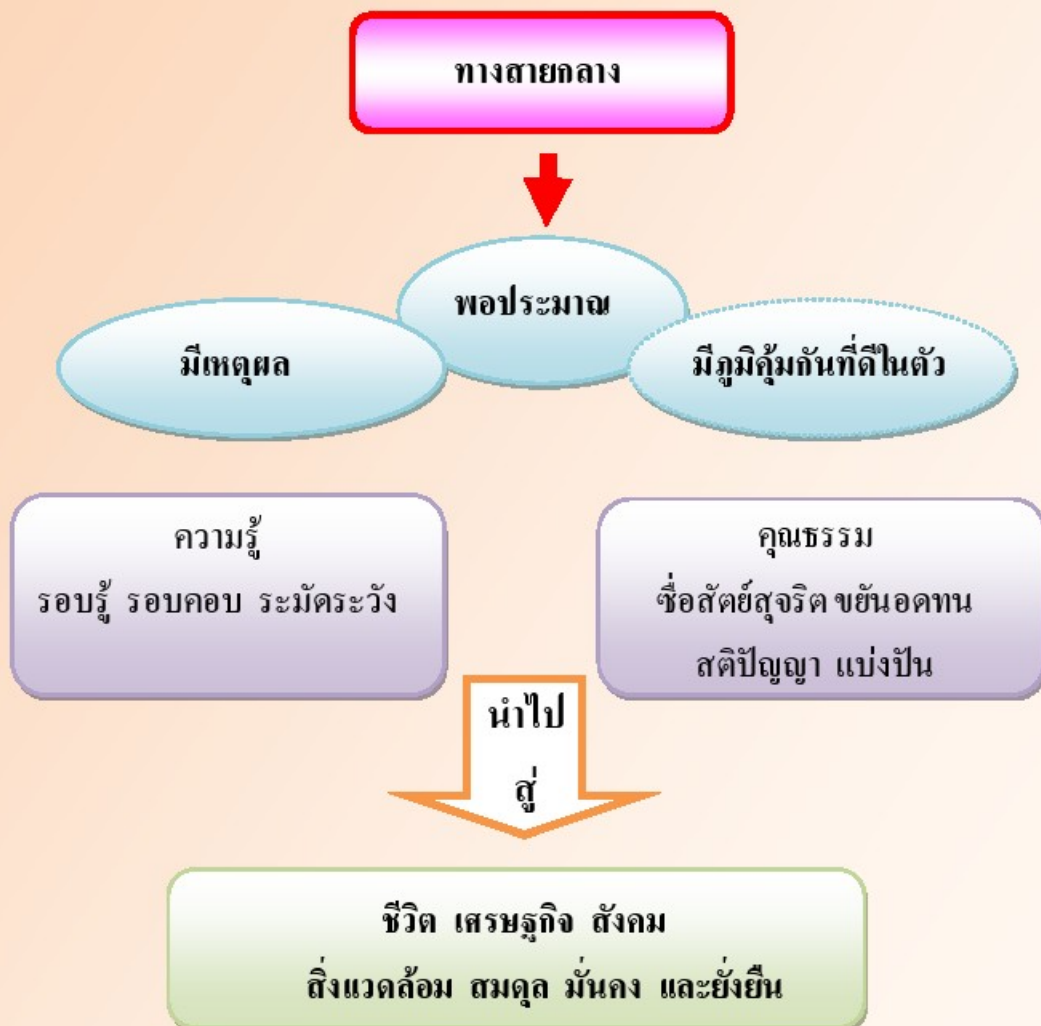 ทางสายกลาง
พอประมาณ
มีเหตุผล
มีภูมิคุ้มกันที่ดีในตัว
ความรู้
รอบรู้ รอบคอบ ระมัดระวัง
คุณธรรม
ซื่อสัตย์สุจริต ขยันอดทน
สติปัญญา แบ่งปัน
นำไป
สู่
ชีวิต เศรษฐกิจ สังคม
สิ่งแวดล้อม สมดุล มั่นคง และยั่งยืน